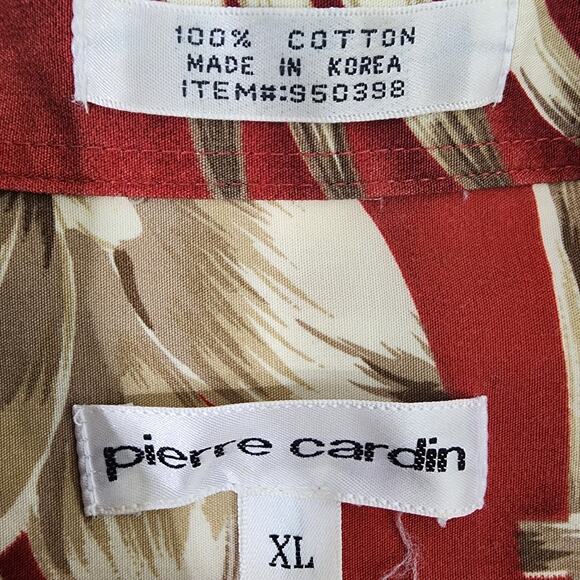 100% COTTON
MADE IN KOREA
ITEM#:950398
pierre cardin
XL